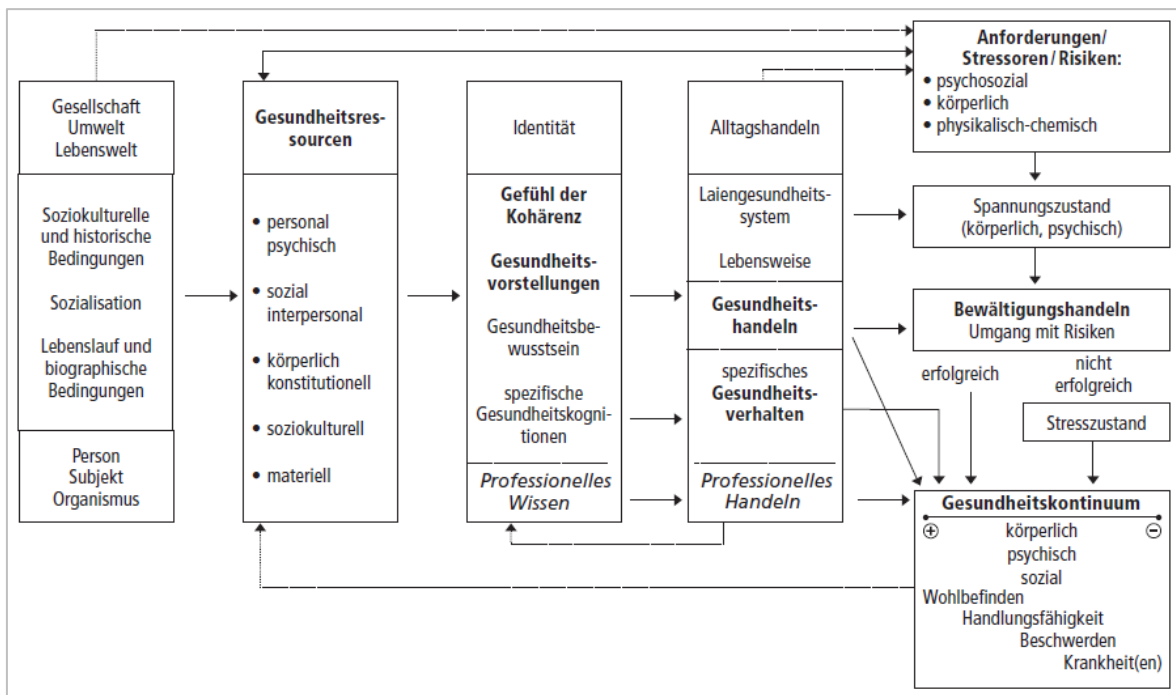 Gesellschaft
Umwelt
Lebenswelt
Soziokulturelle
und historische
Bedingungen
Sozialisation
Lebenslauf und
biographische
Bedingungen
Person
Subjekt
Organismus
Gesundheitsres-
sourcen
• personal
psychisch
• sozial
interpersonal
• körperlich
konstitutionell
• soziokulturell
• materiell
Identität
Gefühl der
Kohärenz
Gesundheits-
vorstellungen
Gesundheitsbe-
wusstsein
spezifische
Gesundheitskogni-
tionen
Professionelles
Wissen
Alltagshandeln
Laiengesundheits-
system
Lebensweise
Gesundheits-
handeln
spezifisches
Gesundheits-
verhalten
Professionelles
Handeln
Anforderungen/
Stressoren/Risiken:
• psychosozial
• körperlich
• physikalisch-chemisch
Spannungszustand
(körperlich, psychisch)
Bewältigungshandeln
Umgang mit Risiken
erfolgreich
nicht
erfolgreich
Stresszustand
Gesundheitskontinuum
⊕ körperlich ⊖
psychisch
sozial
Wohlbefinden
Handlungsfähigkeit
Beschwerden
Krankheit(en)